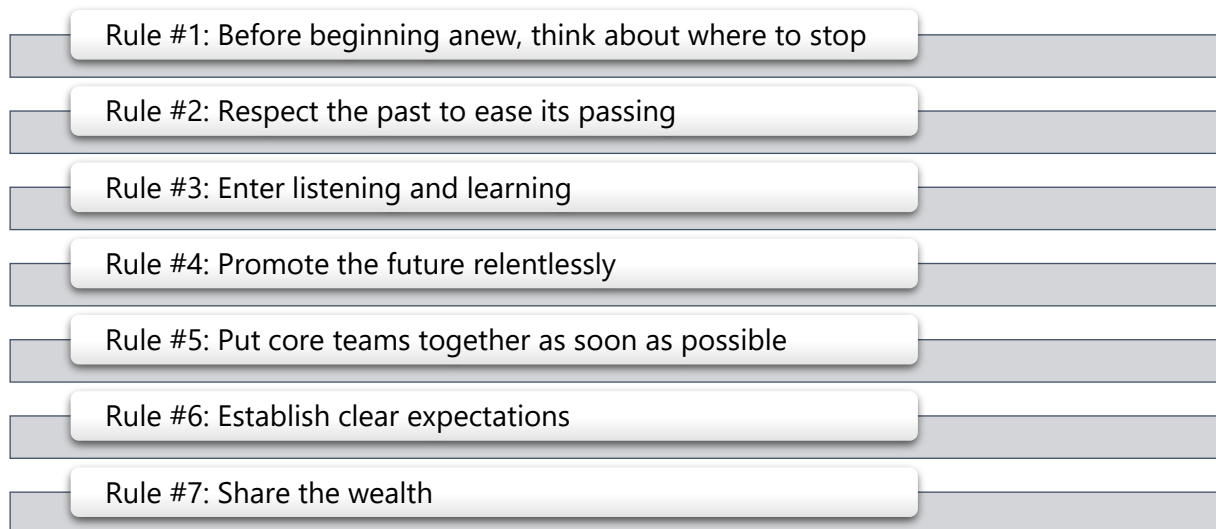 Rule #1: Before beginning anew, think about where to stop
Rule #2: Respect the past to ease its passing
Rule #3: Enter listening and learning
Rule #4: Promote the future relentlessly
Rule #5: Put core teams together as soon as possible
Rule #6: Establish clear expectations
Rule #7: Share the wealth